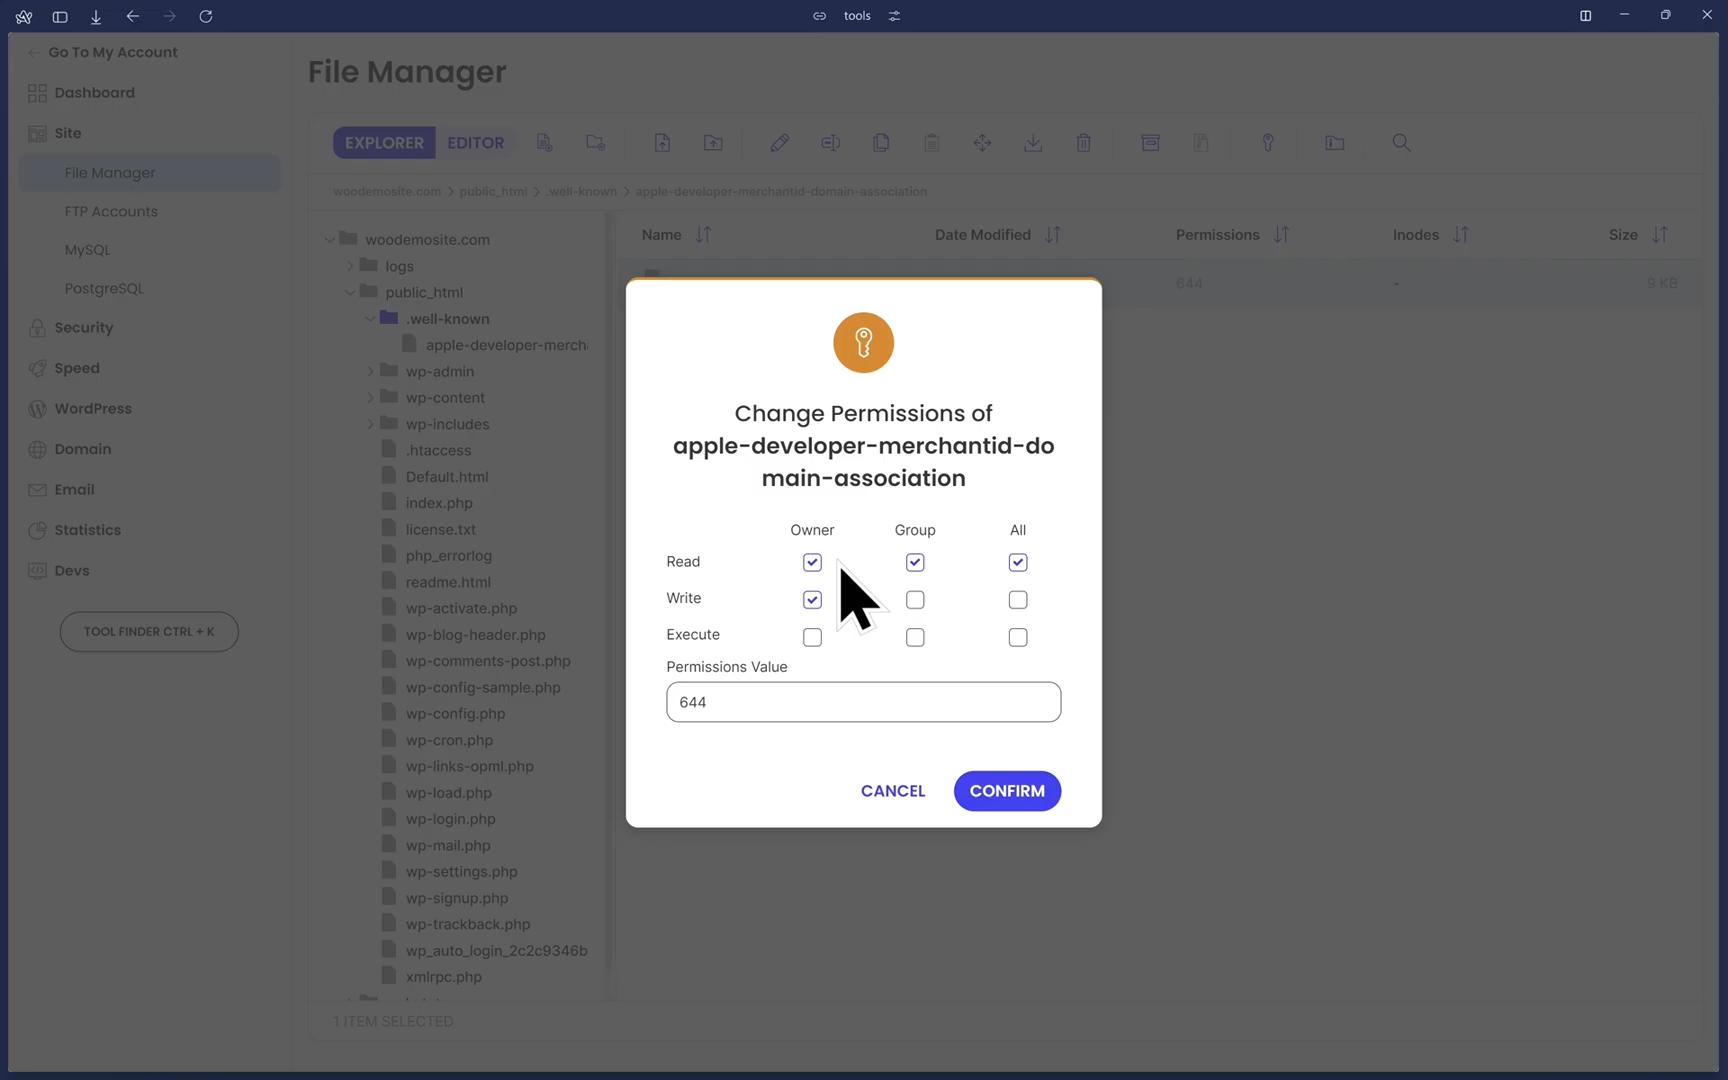 tools
Go To My Account
Dashboard
Site
File Manager
FTP Accounts
MySQL
PostgreSQL
Security
Speed
WordPress
Domain
Email
Statistics
Devs
TOOL FINDER CTRL + K
File Manager
EXPLORER EDITOR
woodemosite.com > public_html > .well-known > apple-developer-merchantid-domain-association
woodemosite.com
logs
public_html
.well-known
apple-developer-mercha
wp-admin
wp-content
wp-includes
.htaccess
Default.html
index.php
license.txt
php_errorlog
readme.html
wp-activate.php
wp-blog-header.php
wp-comments-post.php
wp-config-sample.php
wp-config.php
wp-cron.php
wp-links-opml.php
wp-load.php
wp-login.php
wp-mail.php
wp-settings.php
wp-signup.php
wp-trackback.php
wp_auto_login_2c2c9346b
xmlrpc.php
Name Date Modified Permissions Inodes Size
644 - 9 KB
Change Permissions of
apple-developer-merchantid-do
main-association
Owner Group All
Read
Write
Execute
Permissions Value
644
CANCEL CONFIRM
1 ITEM SELECTED